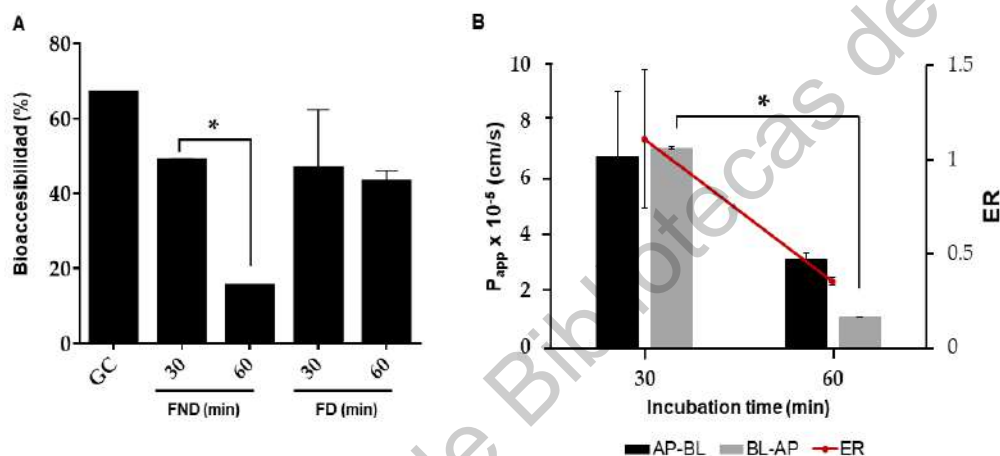 A
80
60
40
20
0
Bioaccesibilidad (%)
*
GC
30
60
30
60
FND (min)
FD (min)
B
10
8
6
4
2
0
Papp x 10-5 (cm/s)
*
1.5
1
0.5
0
ER
30
60
Incubation time (min)
AP-BL
BL-AP
ER
de Bibliotecas de